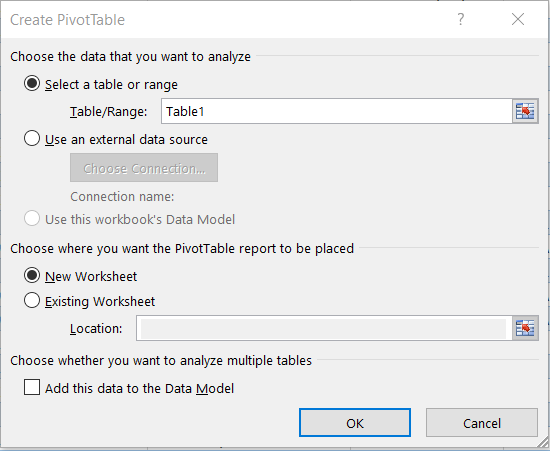 Create PivotTable
?
Choose the data that you want to analyze
Select a table or range
Table/Range: Table1
Use an external data source
Choose Connection...
Connection name:
Use this workbook's Data Model
Choose where you want the PivotTable report to be placed
New Worksheet
Existing Worksheet
Location:
Choose whether you want to analyze multiple tables
Add this data to the Data Model
OK Cancel